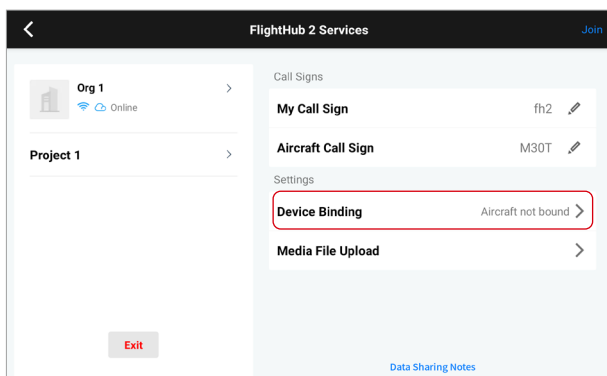 FlightHub 2 Services
Join
Org 1
Online
Project 1
Exit
Call Signs
My Call Sign fh2
Aircraft Call Sign M30T
Settings
Device Binding Aircraft not bound
Media File Upload
Data Sharing Notes